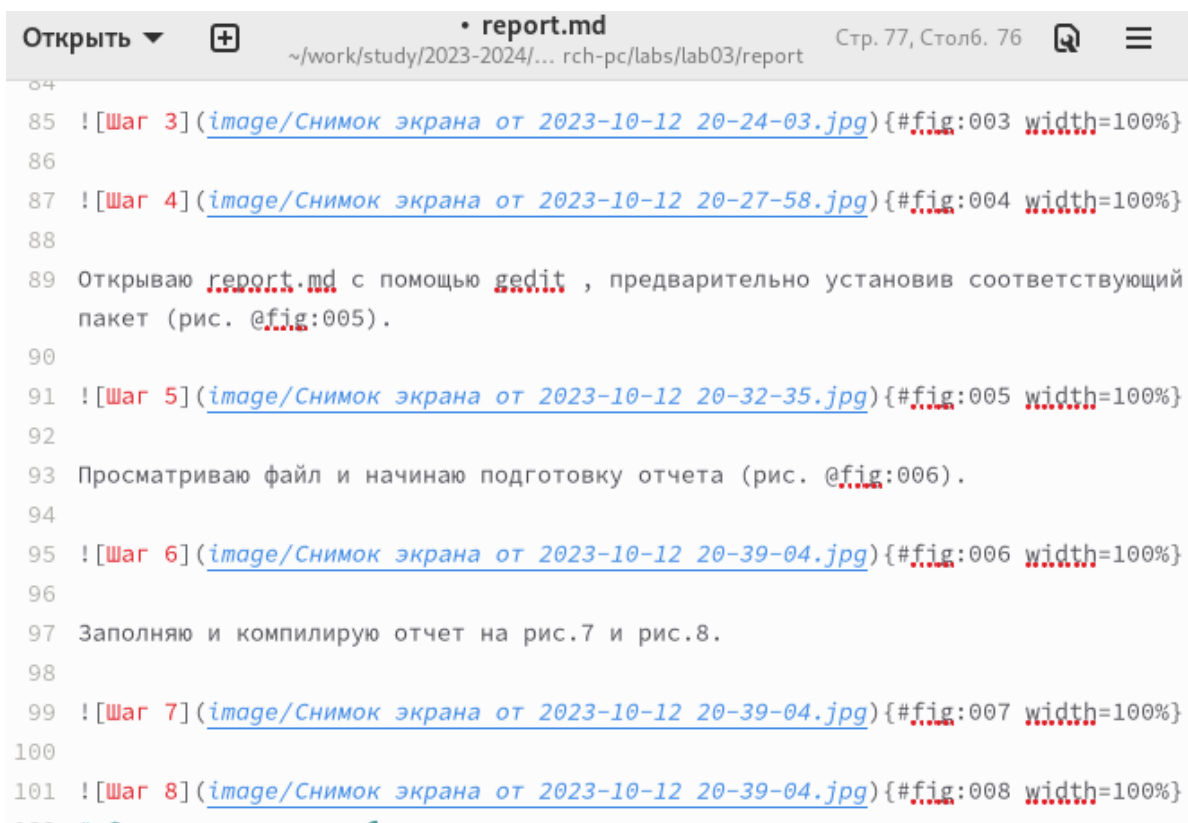 Открыть
• report.md
~/work/study/2023-2024/... rch-pc/labs/lab03/report
Стр. 77, Столб. 76
84
85 ![Шаг 3](image/Снимок экрана от 2023-10-12 20-24-03.jpg){#fig:003 width=100%}
86
87 ![Шаг 4](image/Снимок экрана от 2023-10-12 20-27-58.jpg){#fig:004 width=100%}
88
89 Открываю report.md с помощью gedit , предварительно установив соответствующий
пакет (рис. @fig:005).
90
91 ![Шаг 5](image/Снимок экрана от 2023-10-12 20-32-35.jpg){#fig:005 width=100%}
92
93 Просматриваю файл и начинаю подготовку отчета (рис. @fig:006).
94
95 ![Шаг 6](image/Снимок экрана от 2023-10-12 20-39-04.jpg){#fig:006 width=100%}
96
97 Заполняю и компилирую отчет на рис.7 и рис.8.
98
99 ![Шаг 7](image/Снимок экрана от 2023-10-12 20-39-04.jpg){#fig:007 width=100%}
100
101 ![Шаг 8](image/Снимок экрана от 2023-10-12 20-39-04.jpg){#fig:008 width=100%}